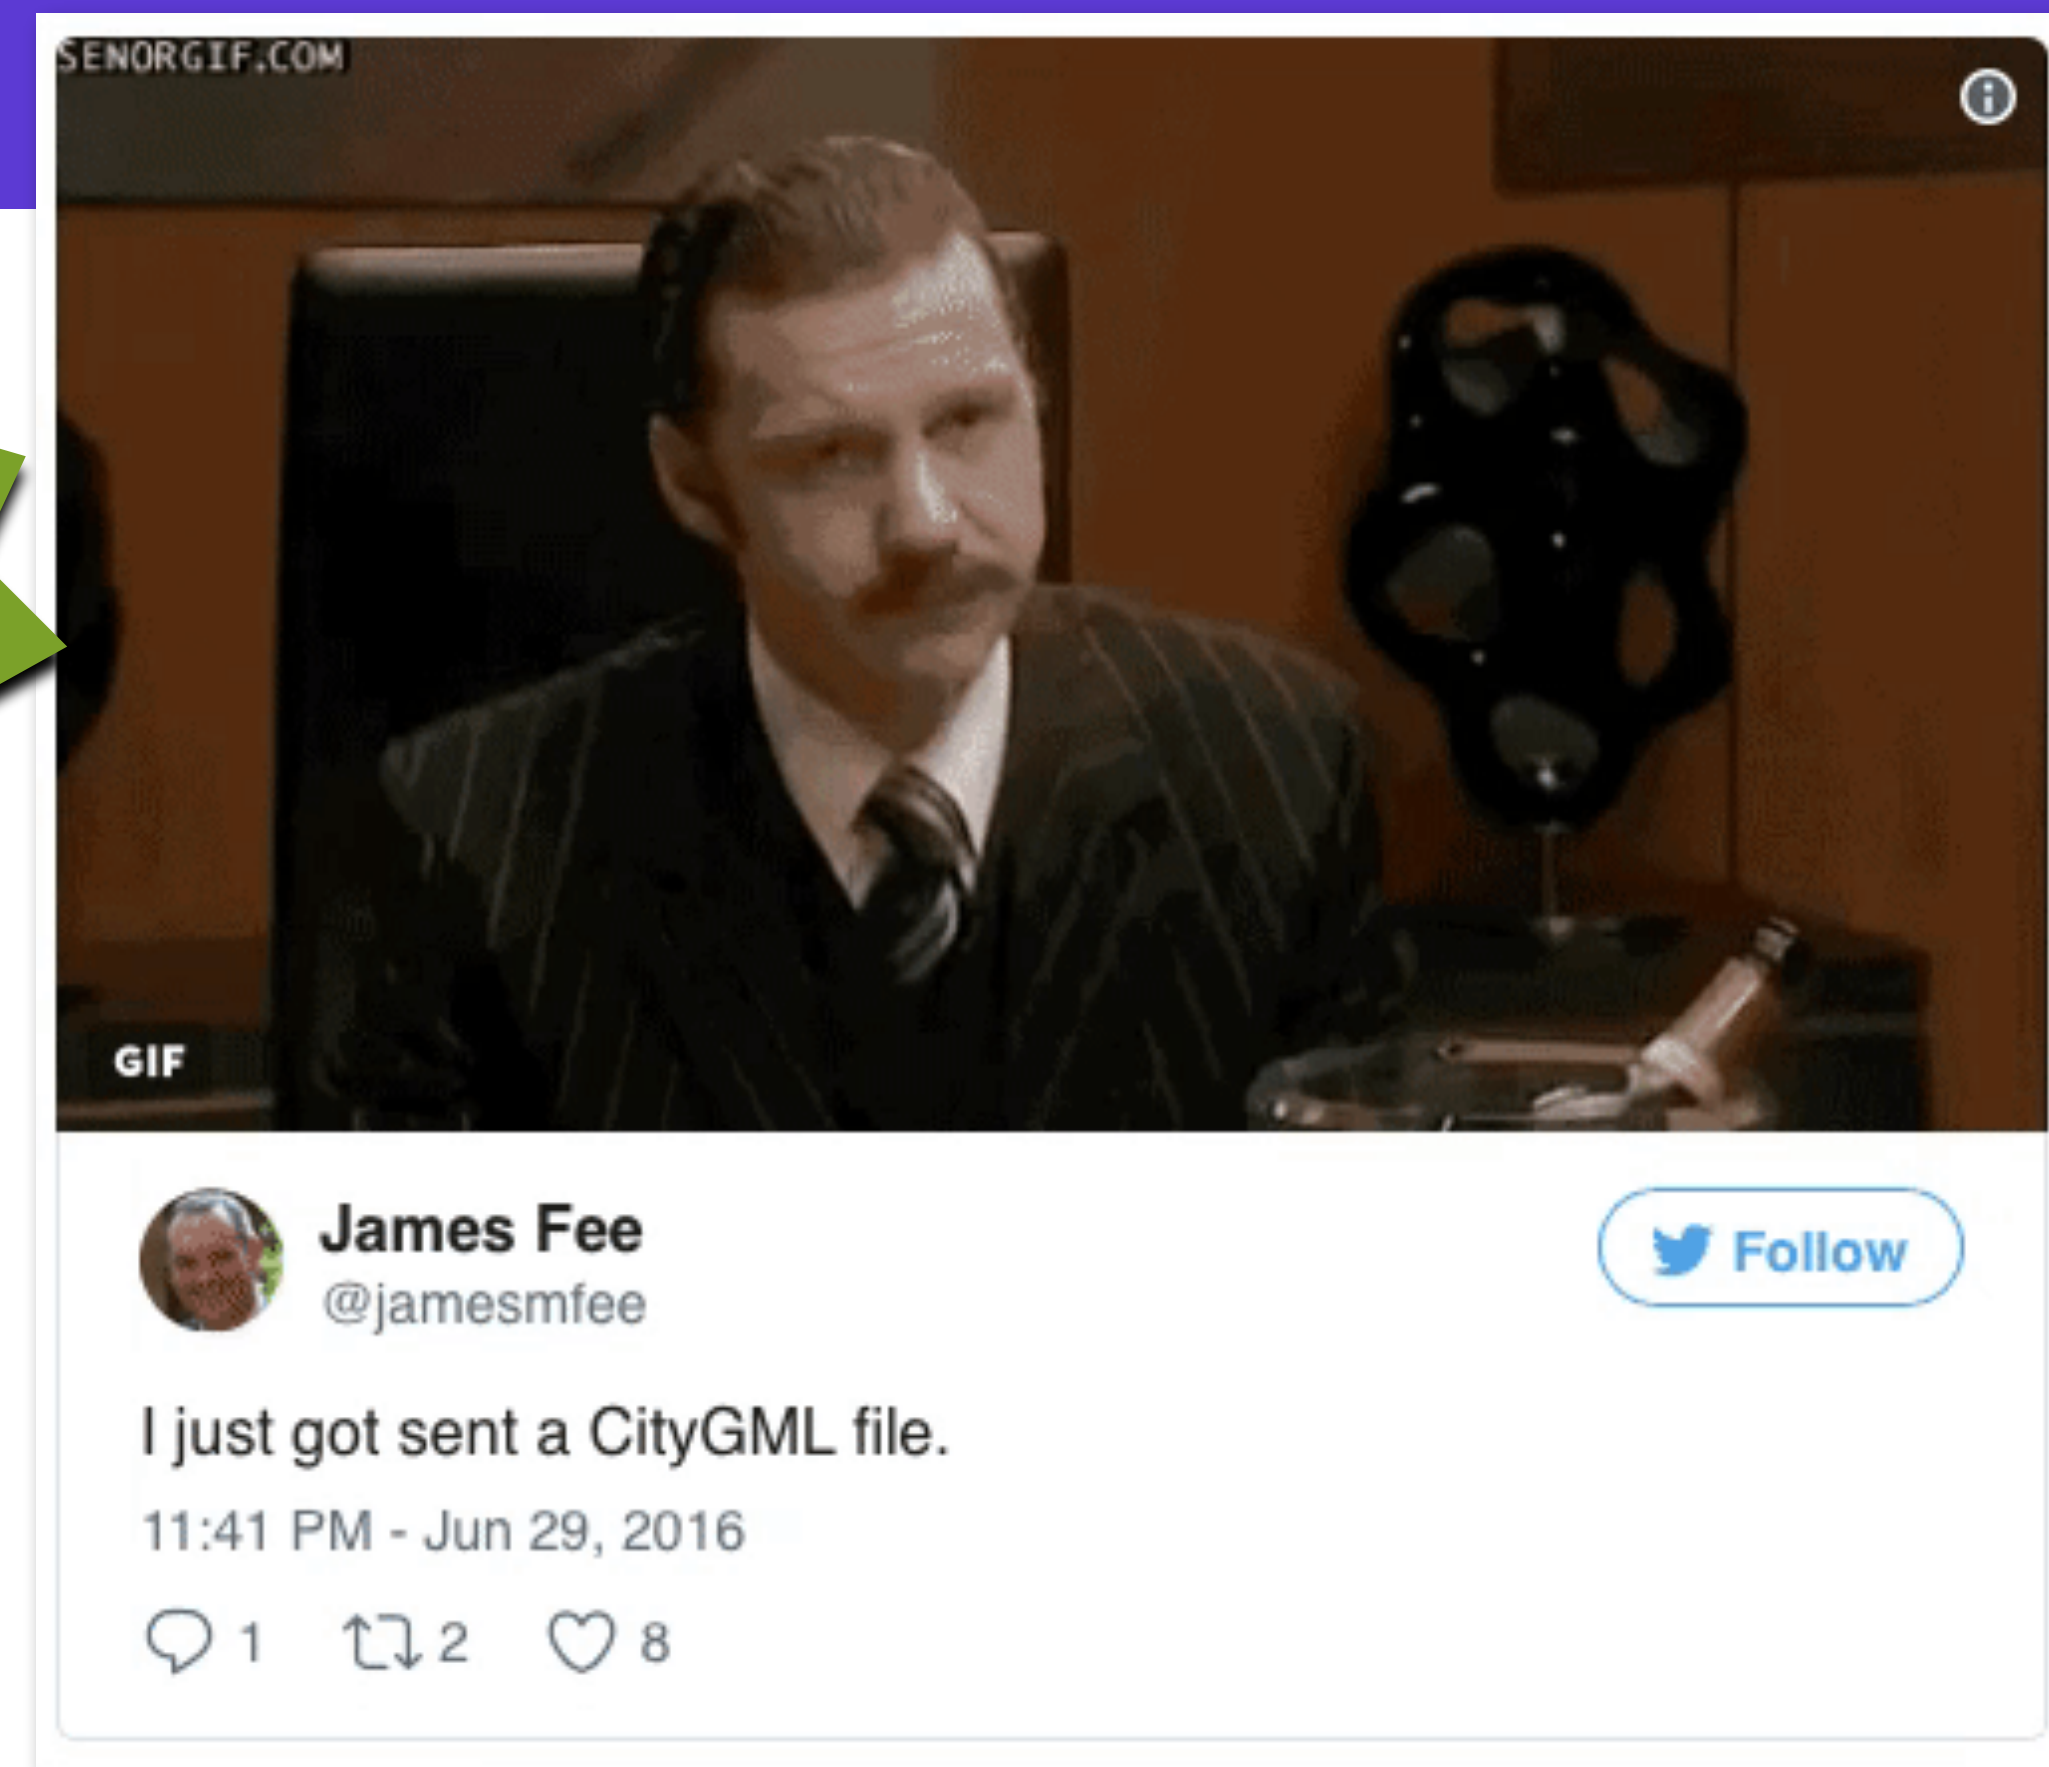 SENORGIF.COM
GIF
James Fee
@jamesmfee
Follow
I just got sent a CityGML file.
11:41 PM - Jun 29, 2016
1 2 8